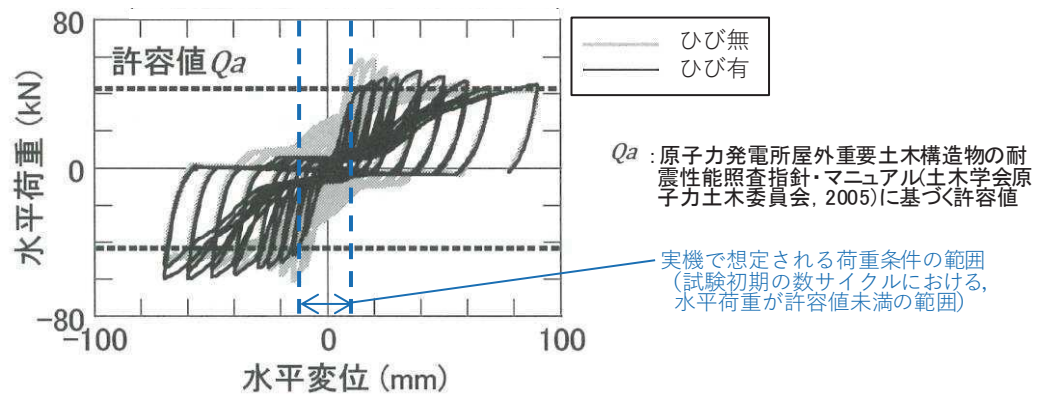 80
許容値Qa
ひび無
ひび有
水平荷重 (kN)
0
Qa :原子力発電所屋外重要土木構造物の耐
震性能照査指針・マニュアル(土木学会原
子力土木委員会, 2005)に基づく許容値
実機で想定される荷重条件の範囲
(試験初期の数サイクルにおける,
水平荷重が許容値未満の範囲)
-80
-100
0
100
水平変位 (mm)